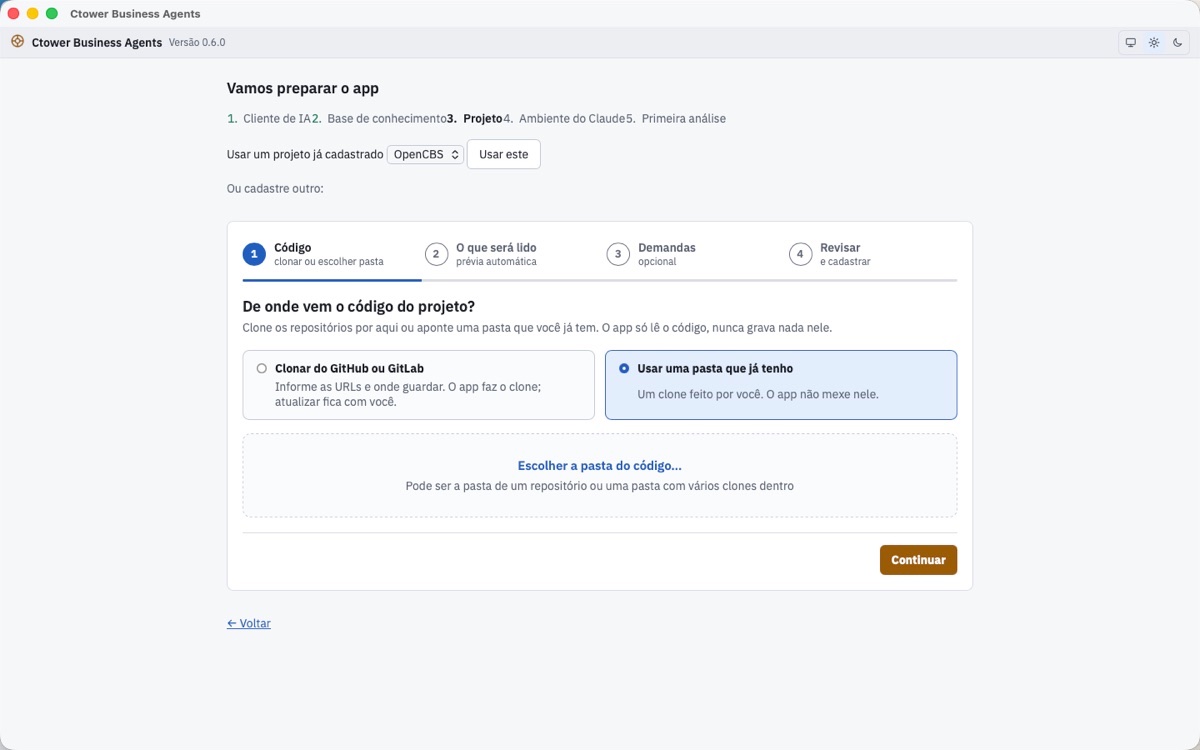 Ctower Business Agents
Ctower Business Agents Versão 0.6.0
Vamos preparar o app
1. Cliente de IA2. Base de conhecimento3. Projeto4. Ambiente do Claude5. Primeira análise
Usar um projeto já cadastrado OpenCBS Usar este
Ou cadastre outro:
1 Código
clonar ou escolher pasta
2 O que será lido
prévia automática
3 Demandas
opcional
4 Revisar
e cadastrar
De onde vem o código do projeto?
Clone os repositórios por aqui ou aponte uma pasta que você já tem. O app só lê o código, nunca grava nada nele.
Clonar do GitHub ou GitLab
Informe as URLs e onde guardar. O app faz o clone;
atualizar fica com você.
Usar uma pasta que já tenho
Um clone feito por você. O app não mexe nele.
Escolher a pasta do código...
Pode ser a pasta de um repositório ou uma pasta com vários clones dentro
Continuar
← Voltar